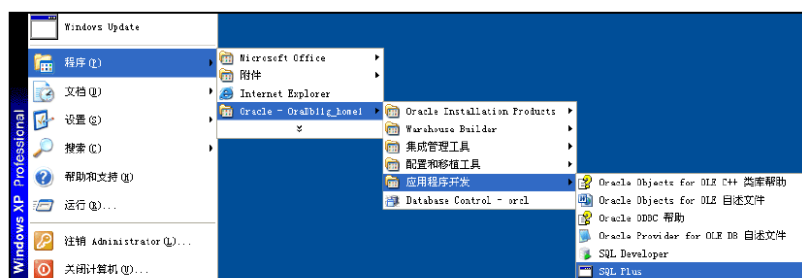 Windows Update
程序(P)
文档(D)
设置(S)
搜索(C)
帮助和支持(H)
运行(R)...
注销 Administrator(L)...
关闭计算机(U)...
Windows XP Professional
Microsoft Office
附件
Internet Explorer
Oracle - OraDb11g_home1
Oracle Installation Products
Warehouse Builder
集成管理工具
配置和移植工具
应用程序开发
Database Control - orcl
Oracle Objects for OLE C++ 类库帮助
Oracle Objects for OLE 自述文件
Oracle ODBC 帮助
Oracle Provider for OLE DB 自述文件
SQL Developer
SQL Plus